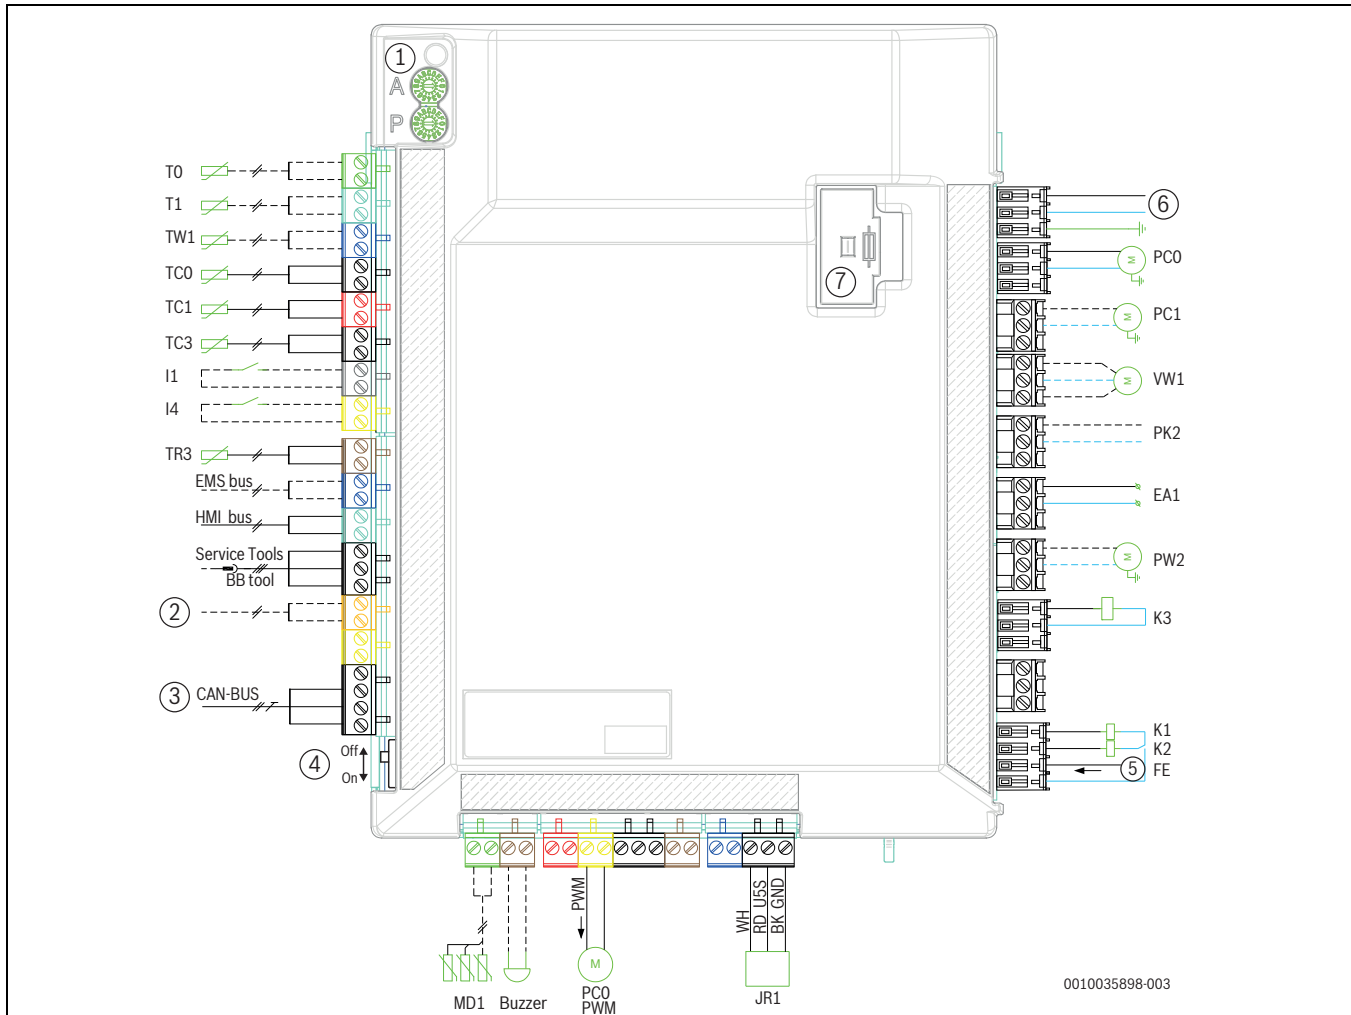 1
A
P
T0
T1
TW1
TC0
TC1
TC3
I1
I4
TR3
EMS bus
HMI bus
Service Tools
BB tool
2
3 CAN-BUS
4 Off
On
7
6
PC0
M
PC1
M
VW1
M
PK2
EA1
PW2
M
K3
K1
K2
5 FE
PWM
WH
RD U5S
BK GND
M
MD1
Buzzer
PC0
PWM
JR1
0010035898-003